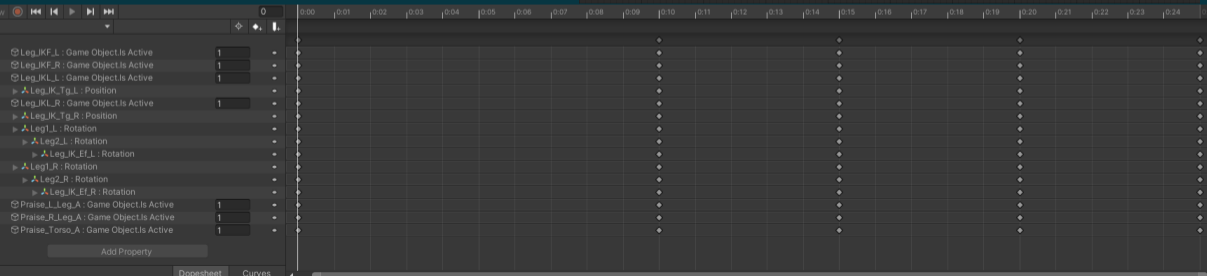 0 0:00 0:01 0:02 0:03 0:04 0:05 0:06 0:07 0:08 0:09 0:10 0:11 0:12 0:13 0:14 0:15 0:16 0:17 0:18 0:19 0:20 0:21 0:22 0:23 0:24
Leg_IKF_L : Game Object.Is Active 1
Leg_IKF_R : Game Object.Is Active 1
Leg_IKL_L : Game Object.Is Active 1
Leg_IK_Tg_L : Position
Leg_IKL_R : Game Object.Is Active 1
Leg_IK_Tg_R : Position
Leg1_L : Rotation
Leg2_L : Rotation
Leg_IK_Ef_L : Rotation
Leg1_R : Rotation
Leg2_R : Rotation
Leg_IK_Ef_R : Rotation
Praise_L_Leg_A : Game Object.Is Active 1
Praise_R_Leg_A : Game Object.Is Active 1
Praise_Torso_A : Game Object.Is Active 1
Add Property
Dopesheet Curves